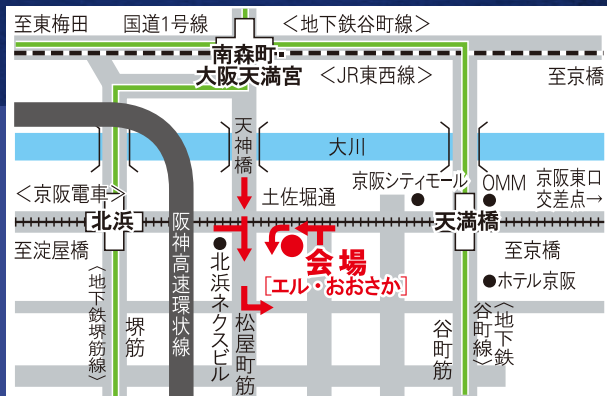 至東梅田
国道1号線
＜地下鉄谷町線＞
南森町・
大阪天満宮
＜JR東西線＞
至京橋
天神橋
大川
京阪シティモール
OMM
京阪東口
交差点→
＜京阪電車＞
土佐堀通
北浜
天満橋
至淀屋橋
至京橋
阪神高速環状線
北浜ネクスビル
会場
［エル・おおさか］
ホテル京阪
＜地下鉄堺筋線＞
堺筋
松屋町筋
谷町筋
＜地下鉄
谷町線＞